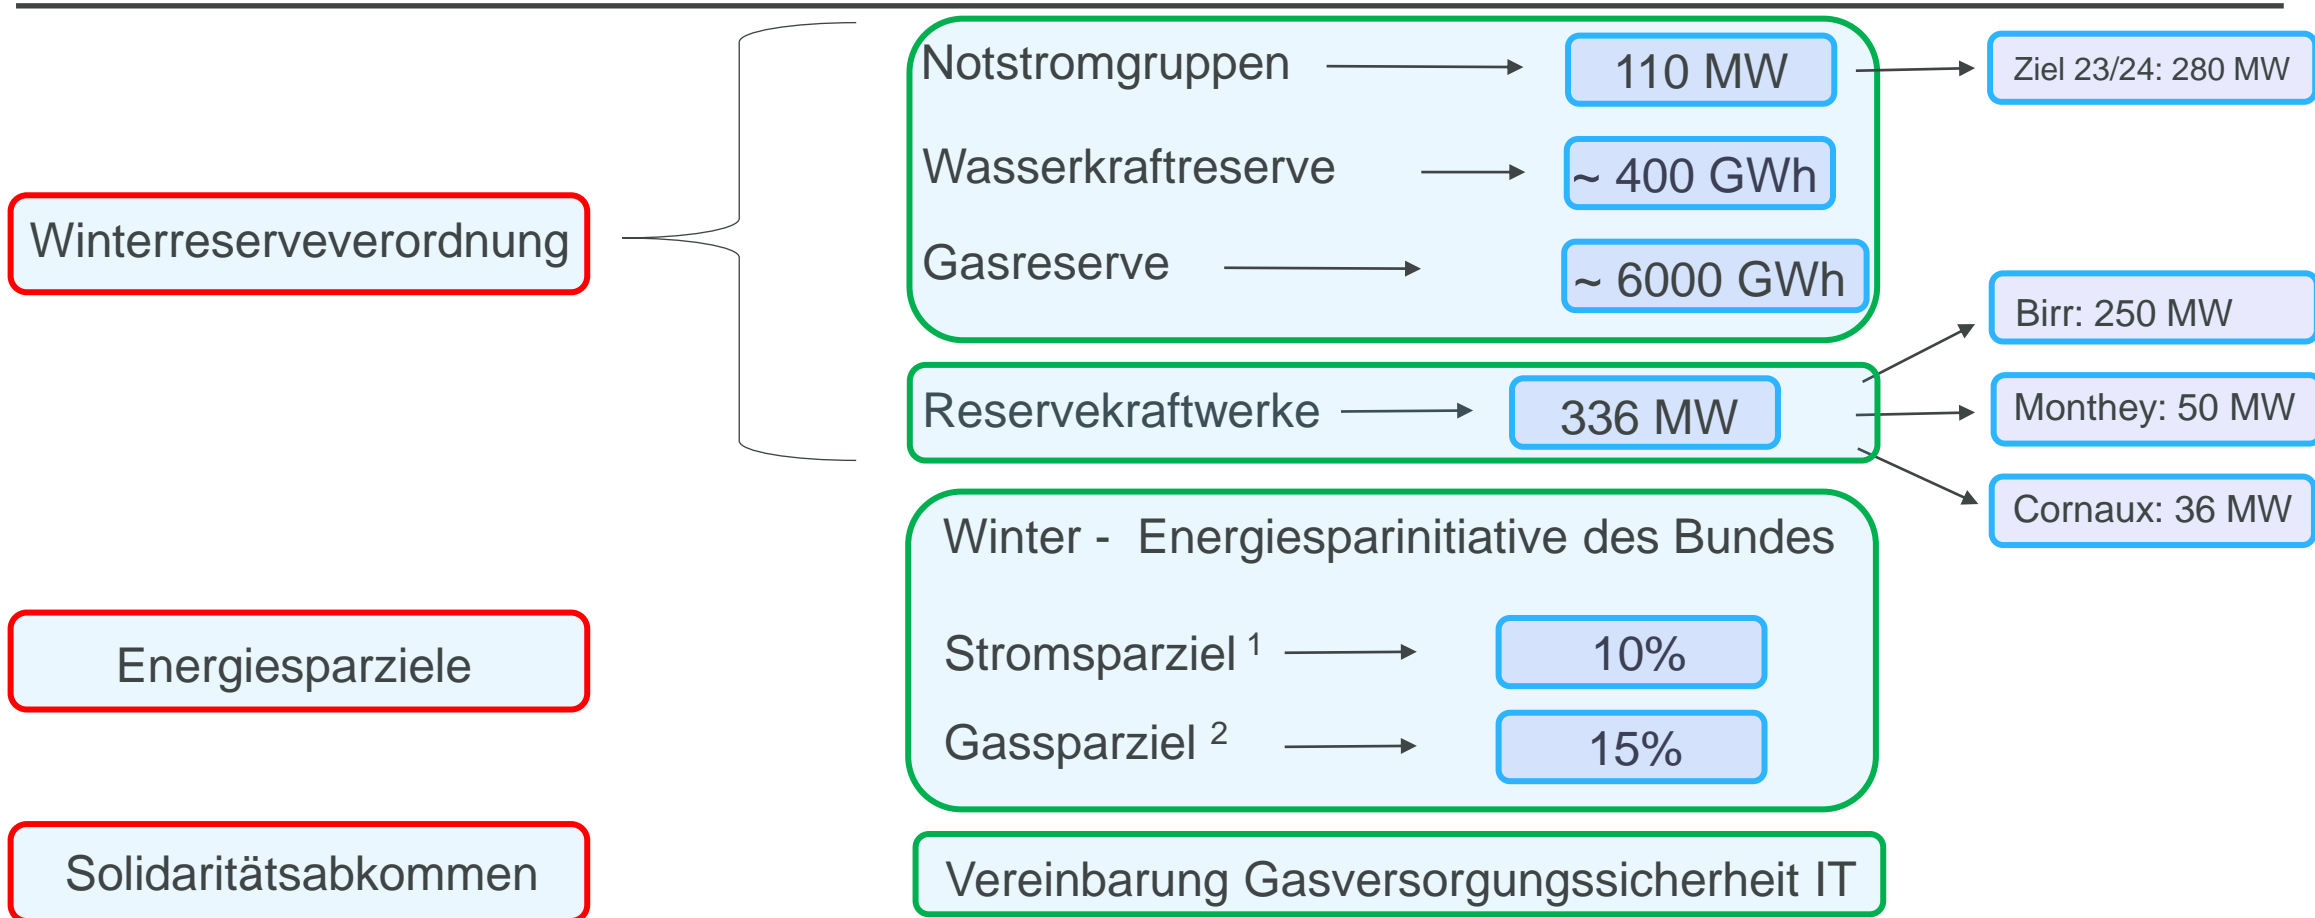 Notstromgruppen
110 MW
Ziel 23/24: 280 MW
Wasserkraftreserve
~ 400 GWh
Winterreserveverordnung
Gasreserve
~ 6000 GWh
Birr: 250 MW
Reservekraftwerke
336 MW
Monthey: 50 MW
Cornaux: 36 MW
Winter - Energiesparinitiative des Bundes
Energiesparziele
Stromsparziel ¹
10%
Gassparziel ²
15%
Solidaritätsabkommen
Vereinbarung Gasversorgungssicherheit IT